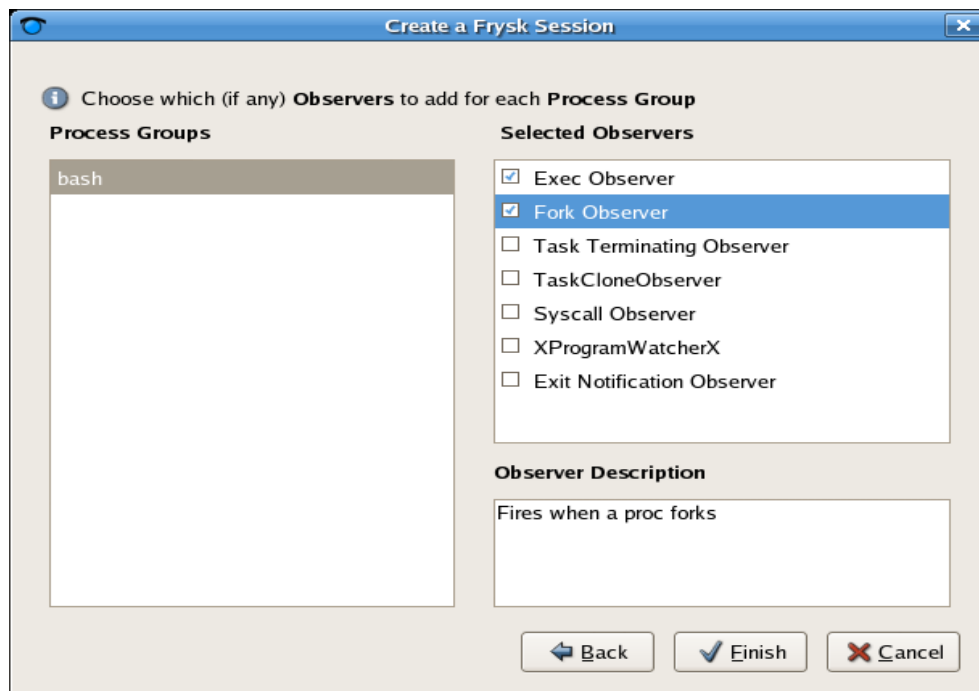 Create a Frysk Session
Choose which (if any) Observers to add for each Process Group
Process Groups
bash
Selected Observers
Exec Observer
Fork Observer
Task Terminating Observer
TaskCloneObserver
Syscall Observer
XProgramWatcherX
Exit Notification Observer
Observer Description
Fires when a proc forks
Back
Finish
Cancel